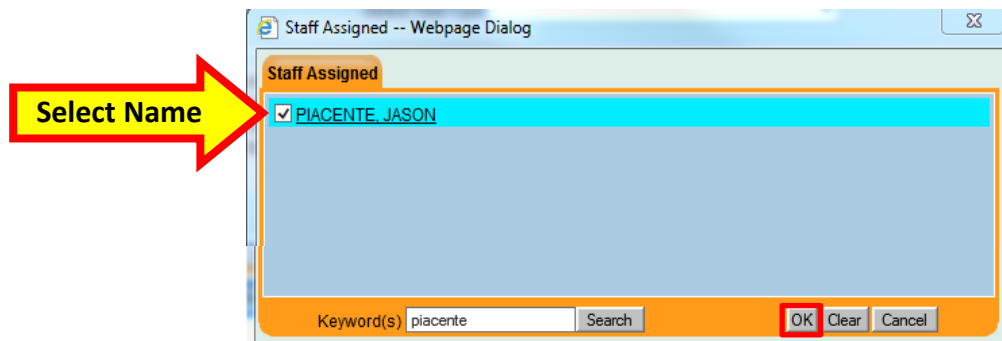 Staff Assigned -- Webpage Dialog
Staff Assigned
Select Name
PIACENTE, JASON
Keyword(s) piacente Search OK Clear Cancel